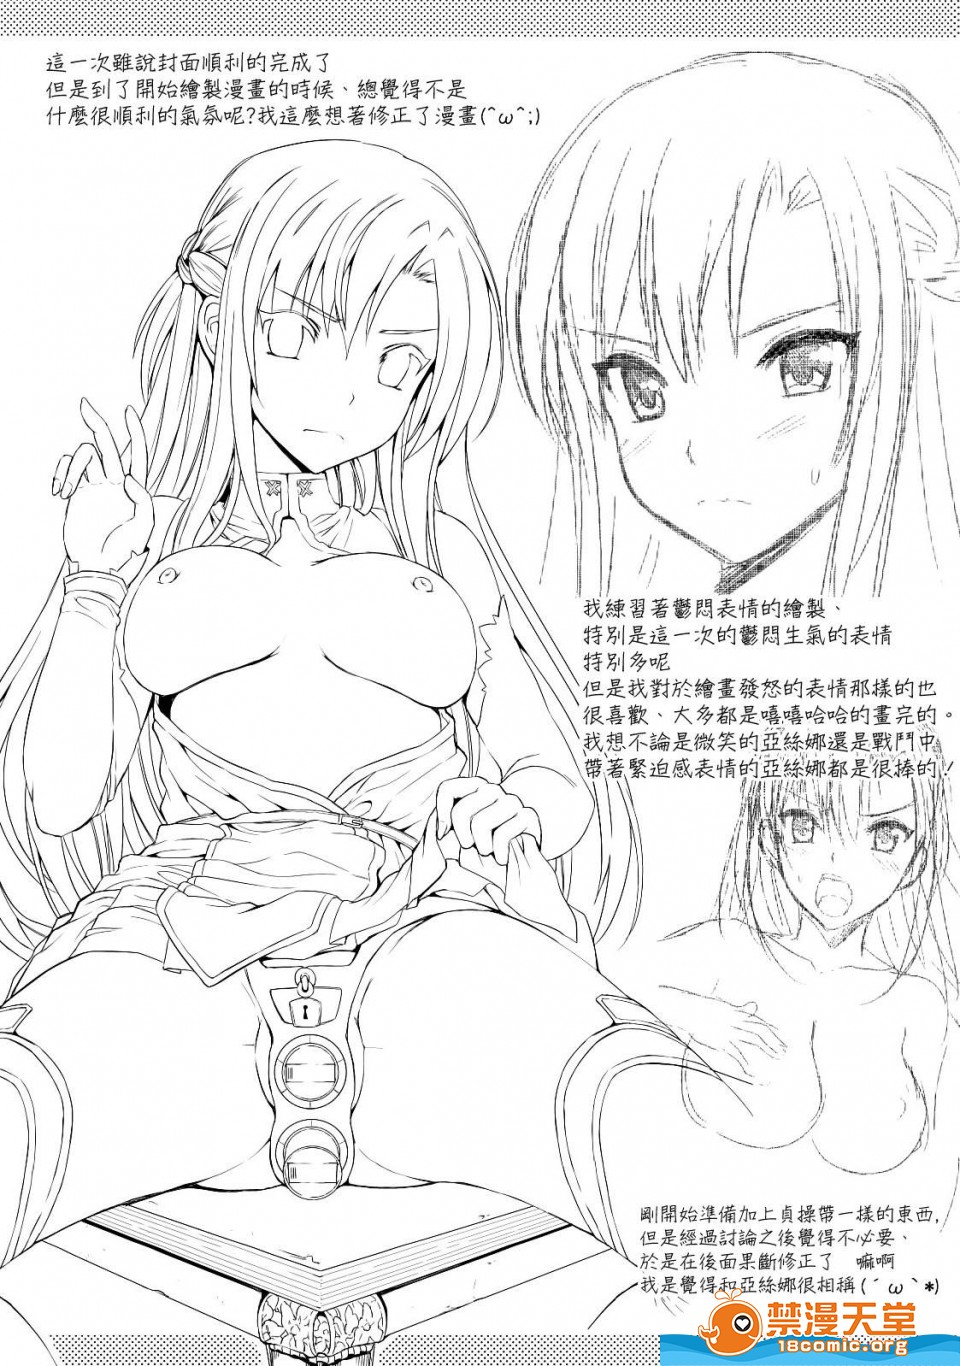 這一次雖說封面順利的完成了
但是到了開始繪製漫畫的時候、總覺得不是
什麼很順利的氣氛呢?我這麼想著修正了漫畫(^ω^;)
我練習著鬱悶表情的繪製、
特別是這一次的鬱悶生氣的表情
特別多呢
但是我對於繪畫發怒的表情那樣的也
很喜歡、大多都是嘻嘻哈哈的畫完的。
我想不論是微笑的亞絲娜還是戰鬥中
帶著緊迫感表情的亞絲娜都是很捧的!
剛開始準備加上貞操帶一樣的東西,
但是經過討論之後覺得不必要、
於是在後面果斷修正了 嘛啊
我是覺得和亞絲娜很相稱(´ω`*)
禁漫天堂
18comic.org